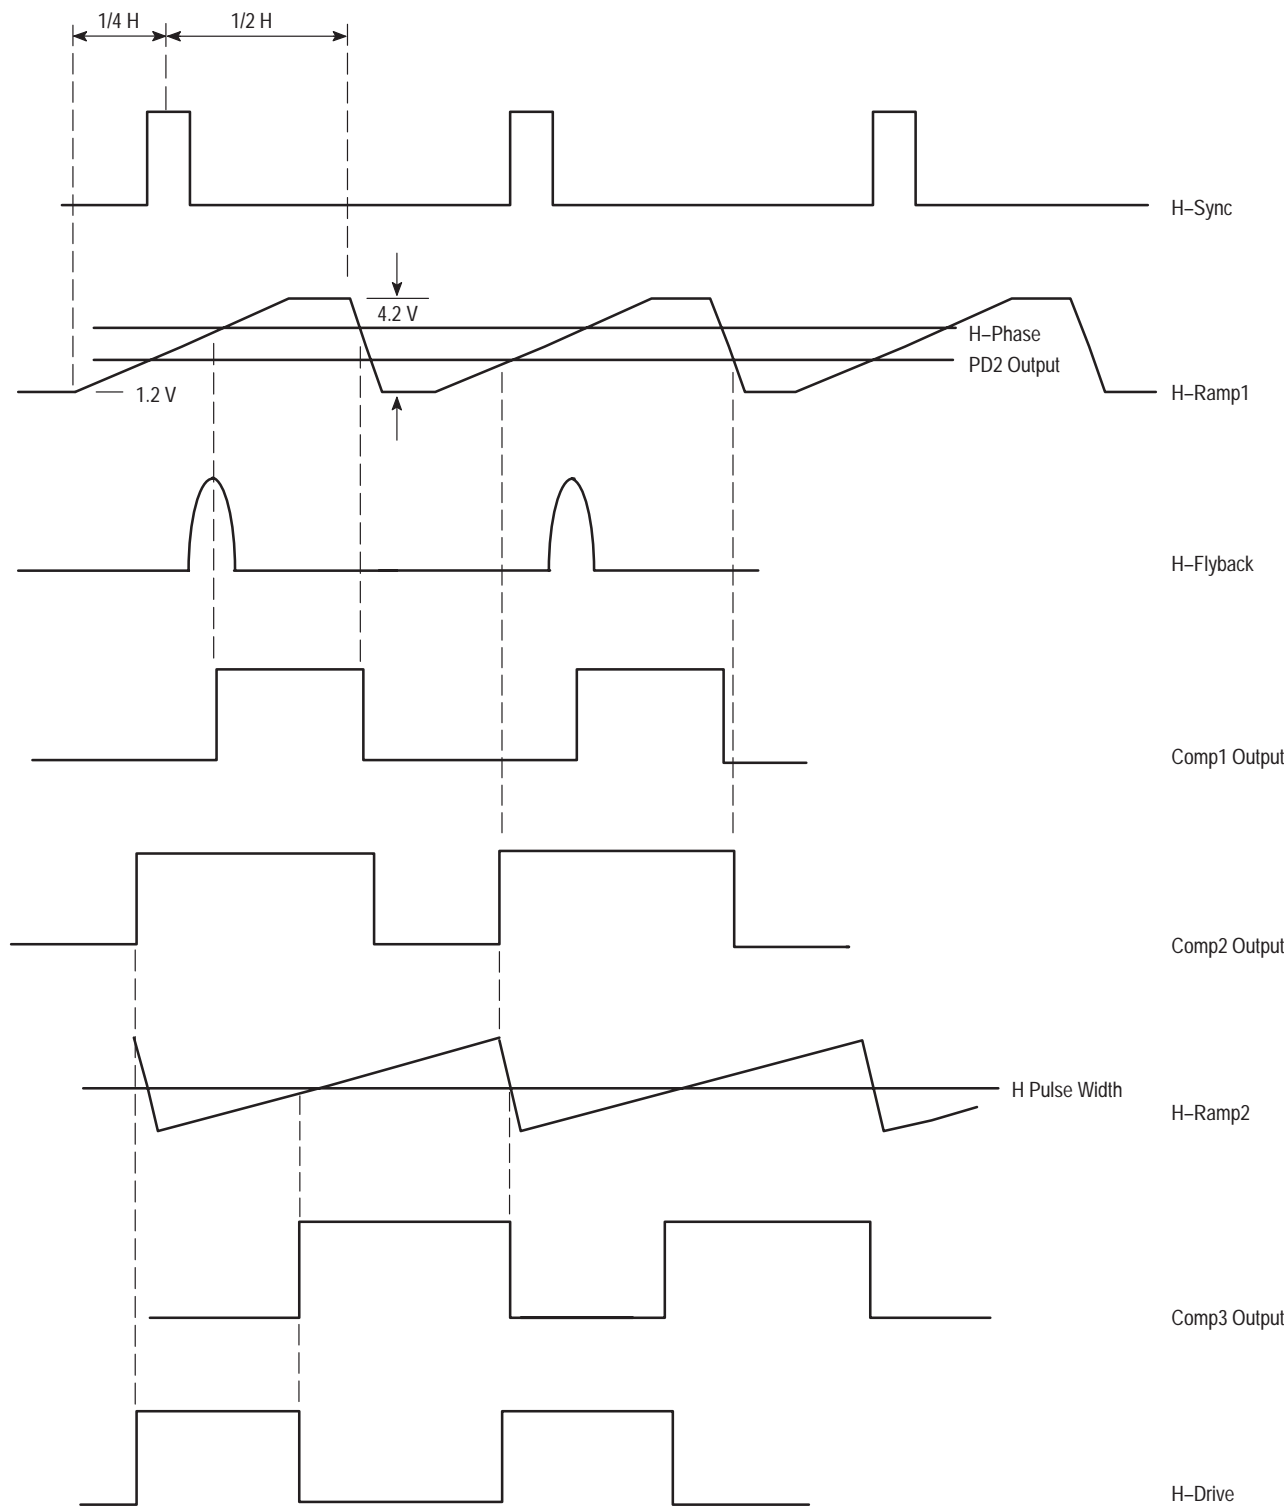 1/4 H
1/2 H
H–Sync
4.2 V
H–Phase
PD2 Output
1.2 V
H–Ramp1
H–Flyback
Comp1 Output
Comp2 Output
H Pulse Width
H–Ramp2
Comp3 Output
H–Drive